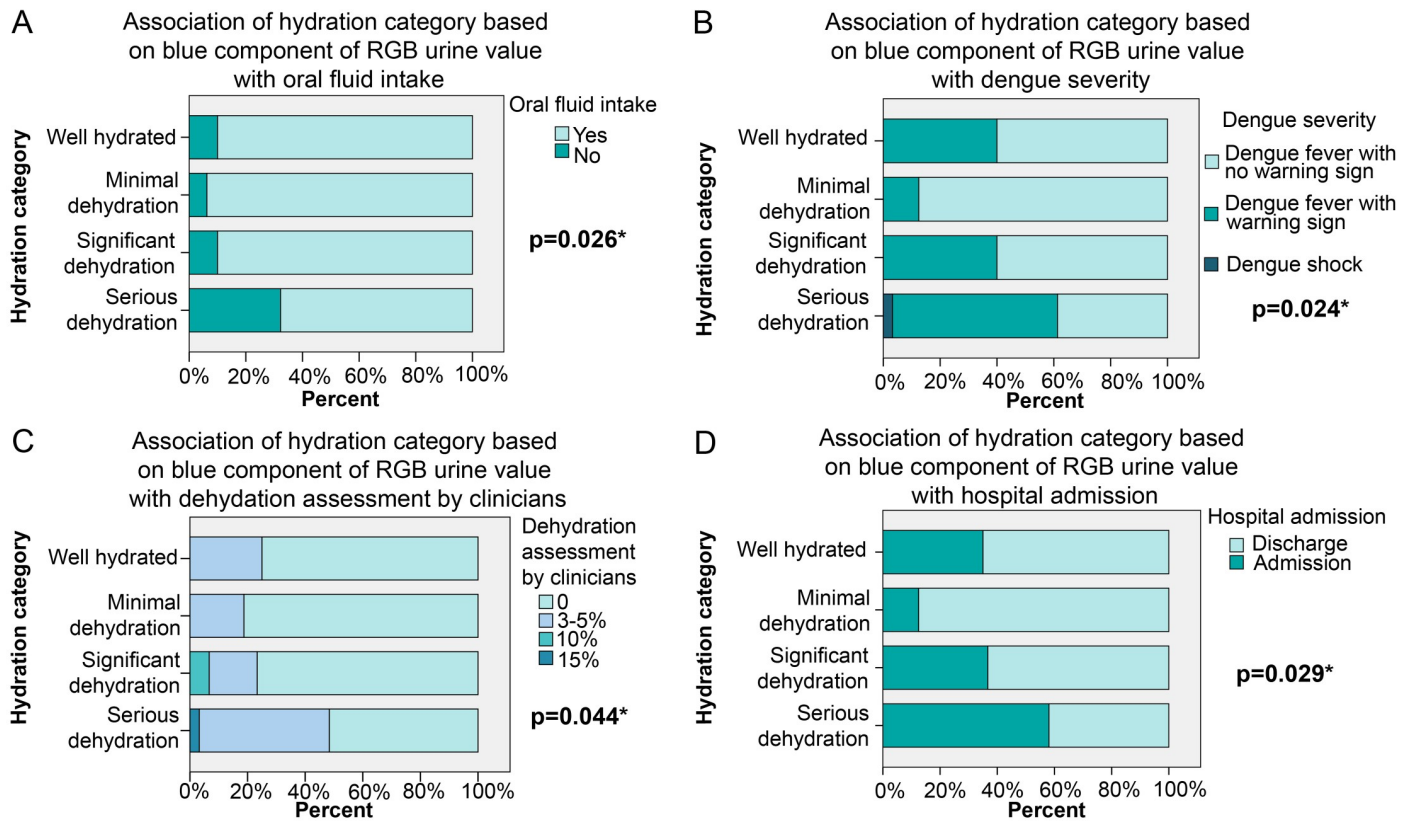 A
Association of hydration category based
on blue component of RGB urine value
with oral fluid intake
Hydration category
Well hydrated
Minimal
dehydration
Significant
dehydration
Serious
dehydration
0% 20% 40% 60% 80% 100%
Percent
Oral fluid intake
Yes
No
p=0.026*
B
Association of hydration category based
on blue component of RGB urine value
with dengue severity
Hydration category
Well hydrated
Minimal
dehydration
Significant
dehydration
Serious
dehydration
0% 20% 40% 60% 80% 100%
Percent
Dengue severity
Dengue fever with
no warning sign
Dengue fever with
warning sign
Dengue shock
p=0.024*
C
Association of hydration category based
on blue component of RGB urine value
with dehydation assessment by clinicians
Hydration category
Well hydrated
Minimal
dehydration
Significant
dehydration
Serious
dehydration
0% 20% 40% 60% 80% 100%
Percent
Dehydration
assessment
by clinicians
0
3-5%
10%
15%
p=0.044*
D
Association of hydration category based
on blue component of RGB urine value
with hospital admission
Hydration category
Well hydrated
Minimal
dehydration
Significant
dehydration
Serious
dehydration
0% 20% 40% 60% 80% 100%
Percent
Hospital admission
Discharge
Admission
p=0.029*